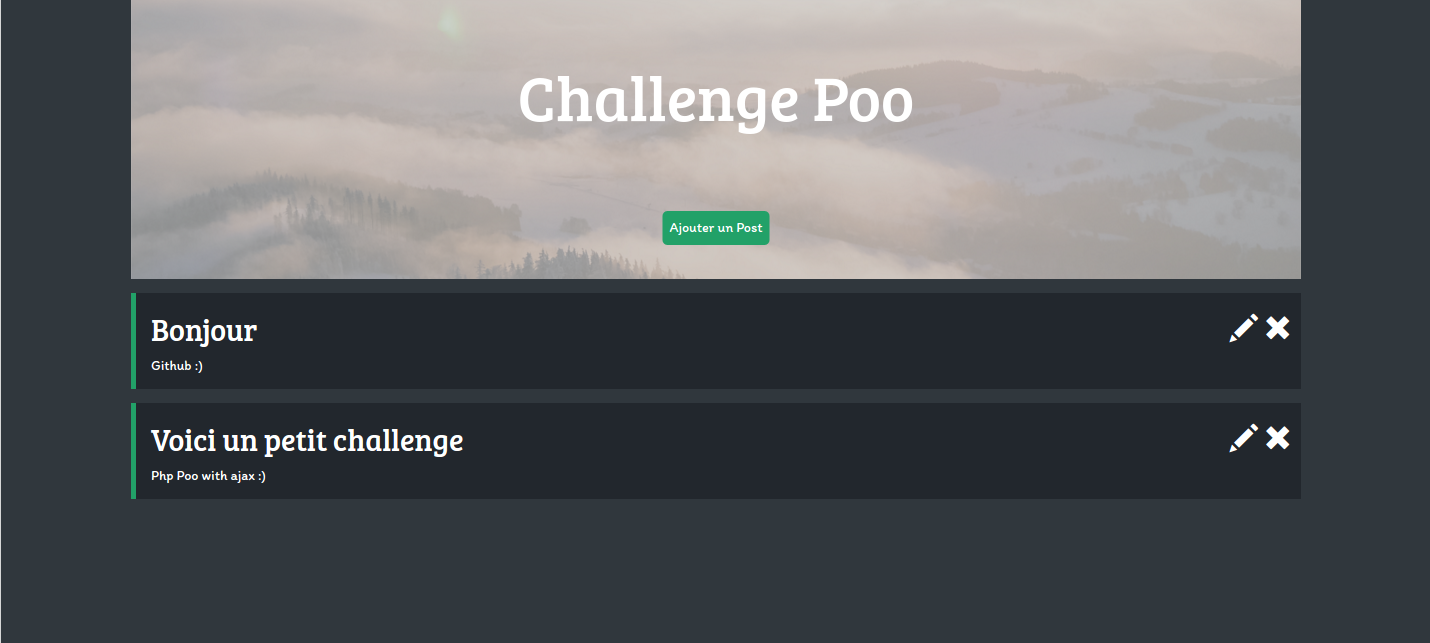 Challenge Poo
Ajouter un Post
Bonjour
Github :)
Voici un petit challenge
Php Poo with ajax :)